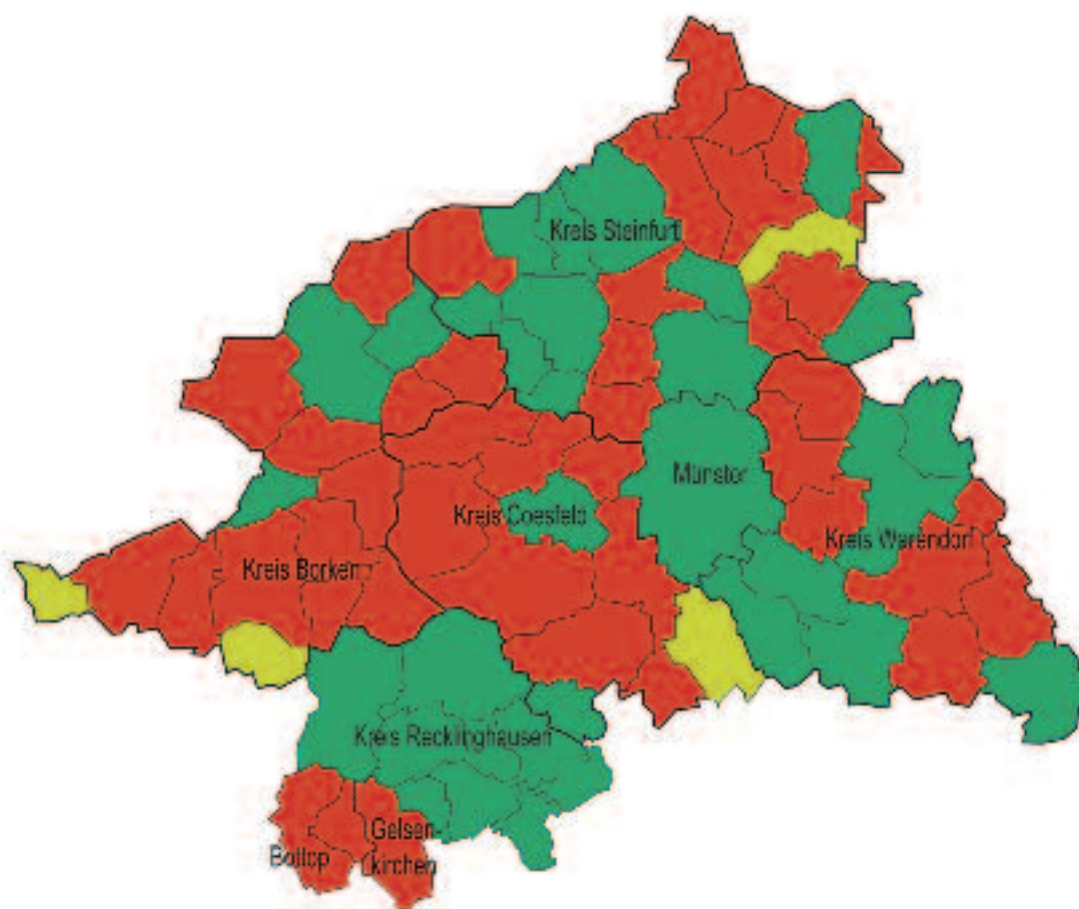 Kreis Steinfurt
Münster
Kreis Coesfeld
Kreis Warendorf
Kreis Borken
Kreis Recklinghausen
Gelsen-
kirchen
Bottop